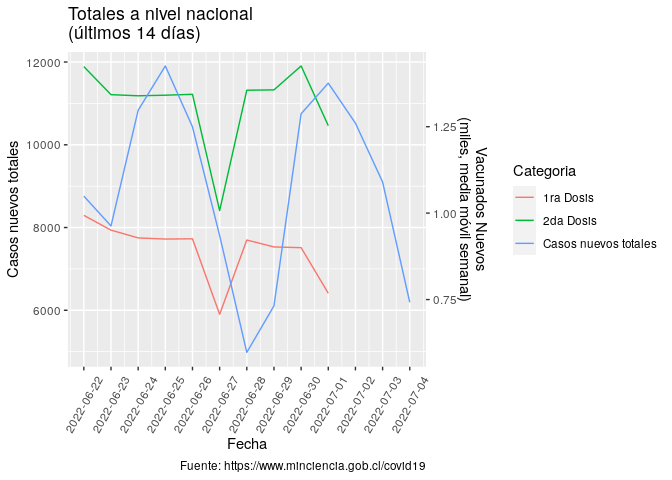 Totales a nivel nacional
(últimos 14 días)
12000
10000
8000
6000
Casos nuevos totales
1.25
1.00
0.75
Vacunados Nuevos
(miles, media móvil semanal)
2022-06-22
2022-06-23
2022-06-24
2022-06-25
2022-06-26
2022-06-27
2022-06-28
2022-06-29
2022-06-30
2022-07-01
2022-07-02
2022-07-03
2022-07-04
Fecha
Categoria
1ra Dosis
2da Dosis
Casos nuevos totales
Fuente: https://www.minciencia.gob.cl/covid19